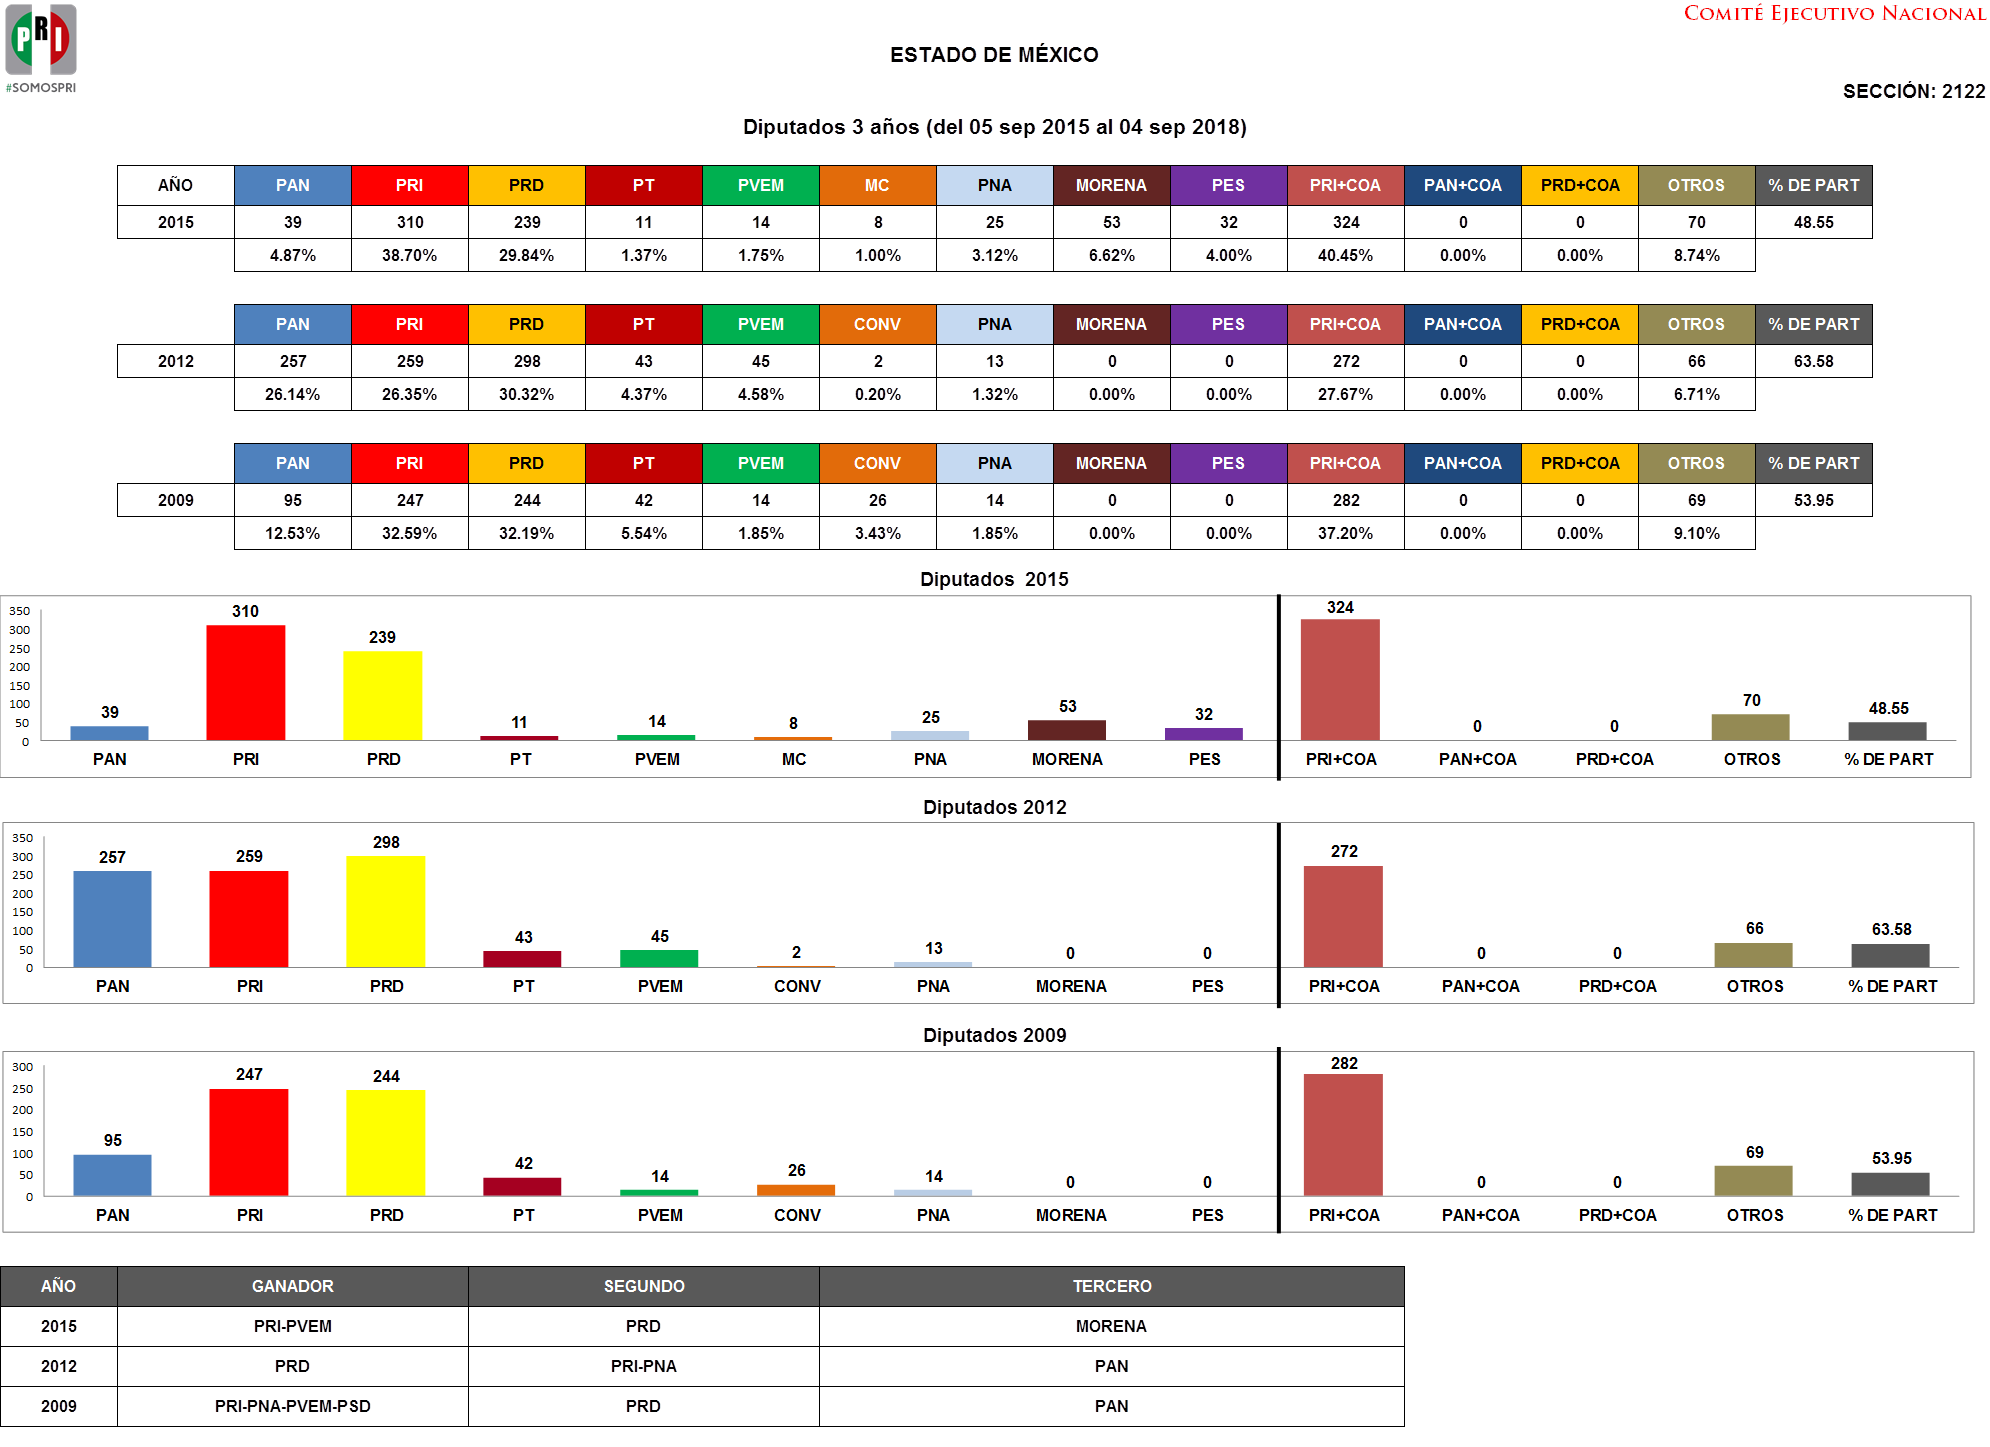 PRI
#SOMOSPRI
COMITÉ EJECUTIVO NACIONAL
ESTADO DE MÉXICO
SECCIÓN: 2122
Diputados 3 años (del 05 sep 2015 al 04 sep 2018)
AÑO PAN PRI PRD PT PVEM MC PNA MORENA PES PRI+COA PAN+COA PRD+COA OTROS % DE PART
2015 39 310 239 11 14 8 25 53 32 324 0 0 70 48.55
4.87% 38.70% 29.84% 1.37% 1.75% 1.00% 3.12% 6.62% 4.00% 40.45% 0.00% 0.00% 8.74%
PAN PRI PRD PT PVEM CONV PNA MORENA PES PRI+COA PAN+COA PRD+COA OTROS % DE PART
2012 257 259 298 43 45 2 13 0 0 272 0 0 66 63.58
26.14% 26.35% 30.32% 4.37% 4.58% 0.20% 1.32% 0.00% 0.00% 27.67% 0.00% 0.00% 6.71%
PAN PRI PRD PT PVEM CONV PNA MORENA PES PRI+COA PAN+COA PRD+COA OTROS % DE PART
2009 95 247 244 42 14 26 14 0 0 282 0 0 69 53.95
12.53% 32.59% 32.19% 5.54% 1.85% 3.43% 1.85% 0.00% 0.00% 37.20% 0.00% 0.00% 9.10%
Diputados 2015
350
300
250
200
150
100
50
0
39 310 239 11 14 8 25 53 32 324 0 0 70 48.55
PAN PRI PRD PT PVEM MC PNA MORENA PES PRI+COA PAN+COA PRD+COA OTROS % DE PART
Diputados 2012
350
300
250
200
150
100
50
0
257 259 298 43 45 2 13 0 0 272 0 0 66 63.58
PAN PRI PRD PT PVEM CONV PNA MORENA PES PRI+COA PAN+COA PRD+COA OTROS % DE PART
Diputados 2009
300
250
200
150
100
50
0
95 247 244 42 14 26 14 0 0 282 0 0 69 53.95
PAN PRI PRD PT PVEM CONV PNA MORENA PES PRI+COA PAN+COA PRD+COA OTROS % DE PART
AÑO GANADOR SEGUNDO TERCERO
2015 PRI-PVEM PRD MORENA
2012 PRD PRI-PNA PAN
2009 PRI-PNA-PVEM-PSD PRD PAN